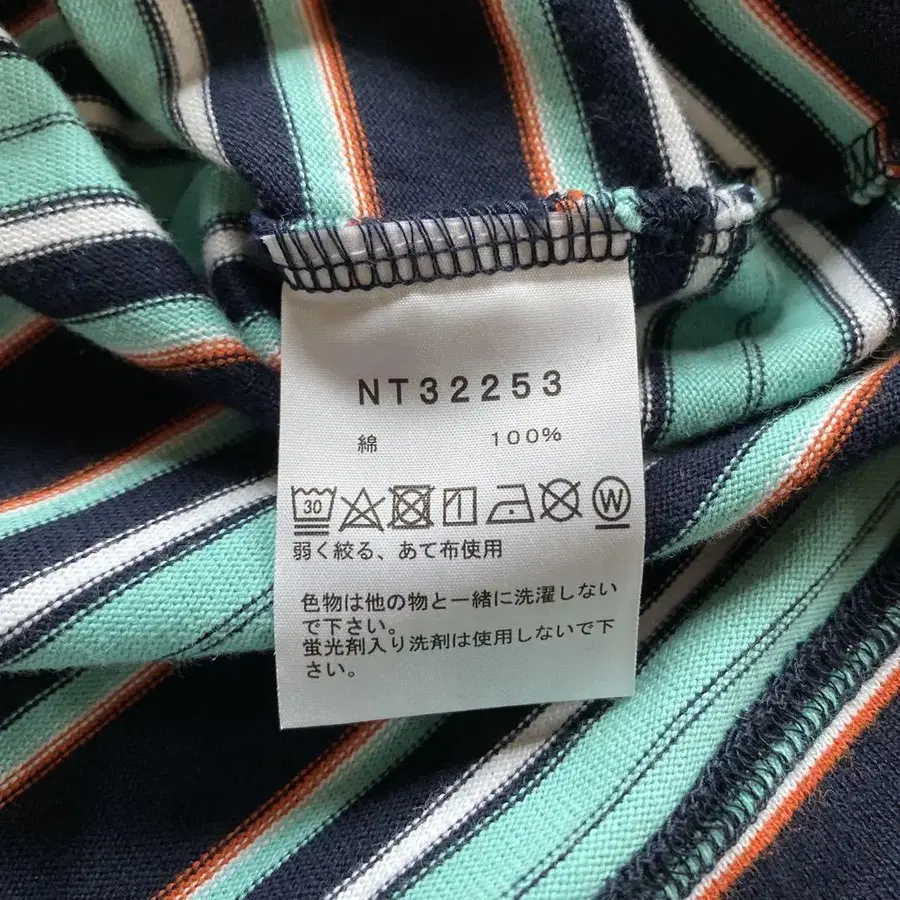 NT32253
綿 100%
30 W
弱く絞る、あて布使用
色物は他の物と一緒に洗濯しない
で下さい。
蛍光剤入り洗剤は使用しないで下
さい。